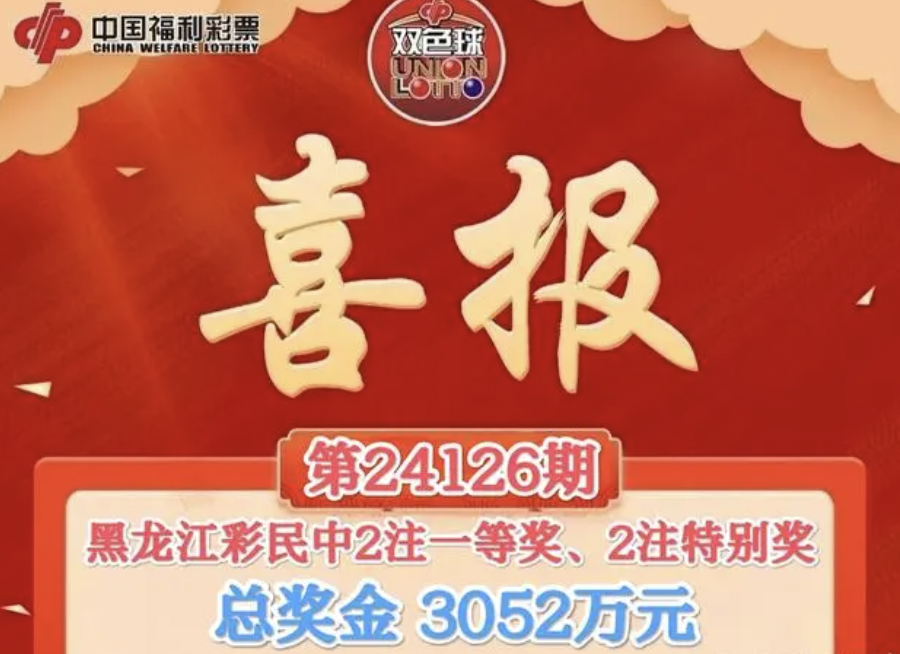 中国福利彩票
CHINA WELFARE LOTTERY
双色球
UNION
LOTTO
喜报
第24126期
黑龙江彩民中2注一等奖、2注特别奖
总奖金 3052万元